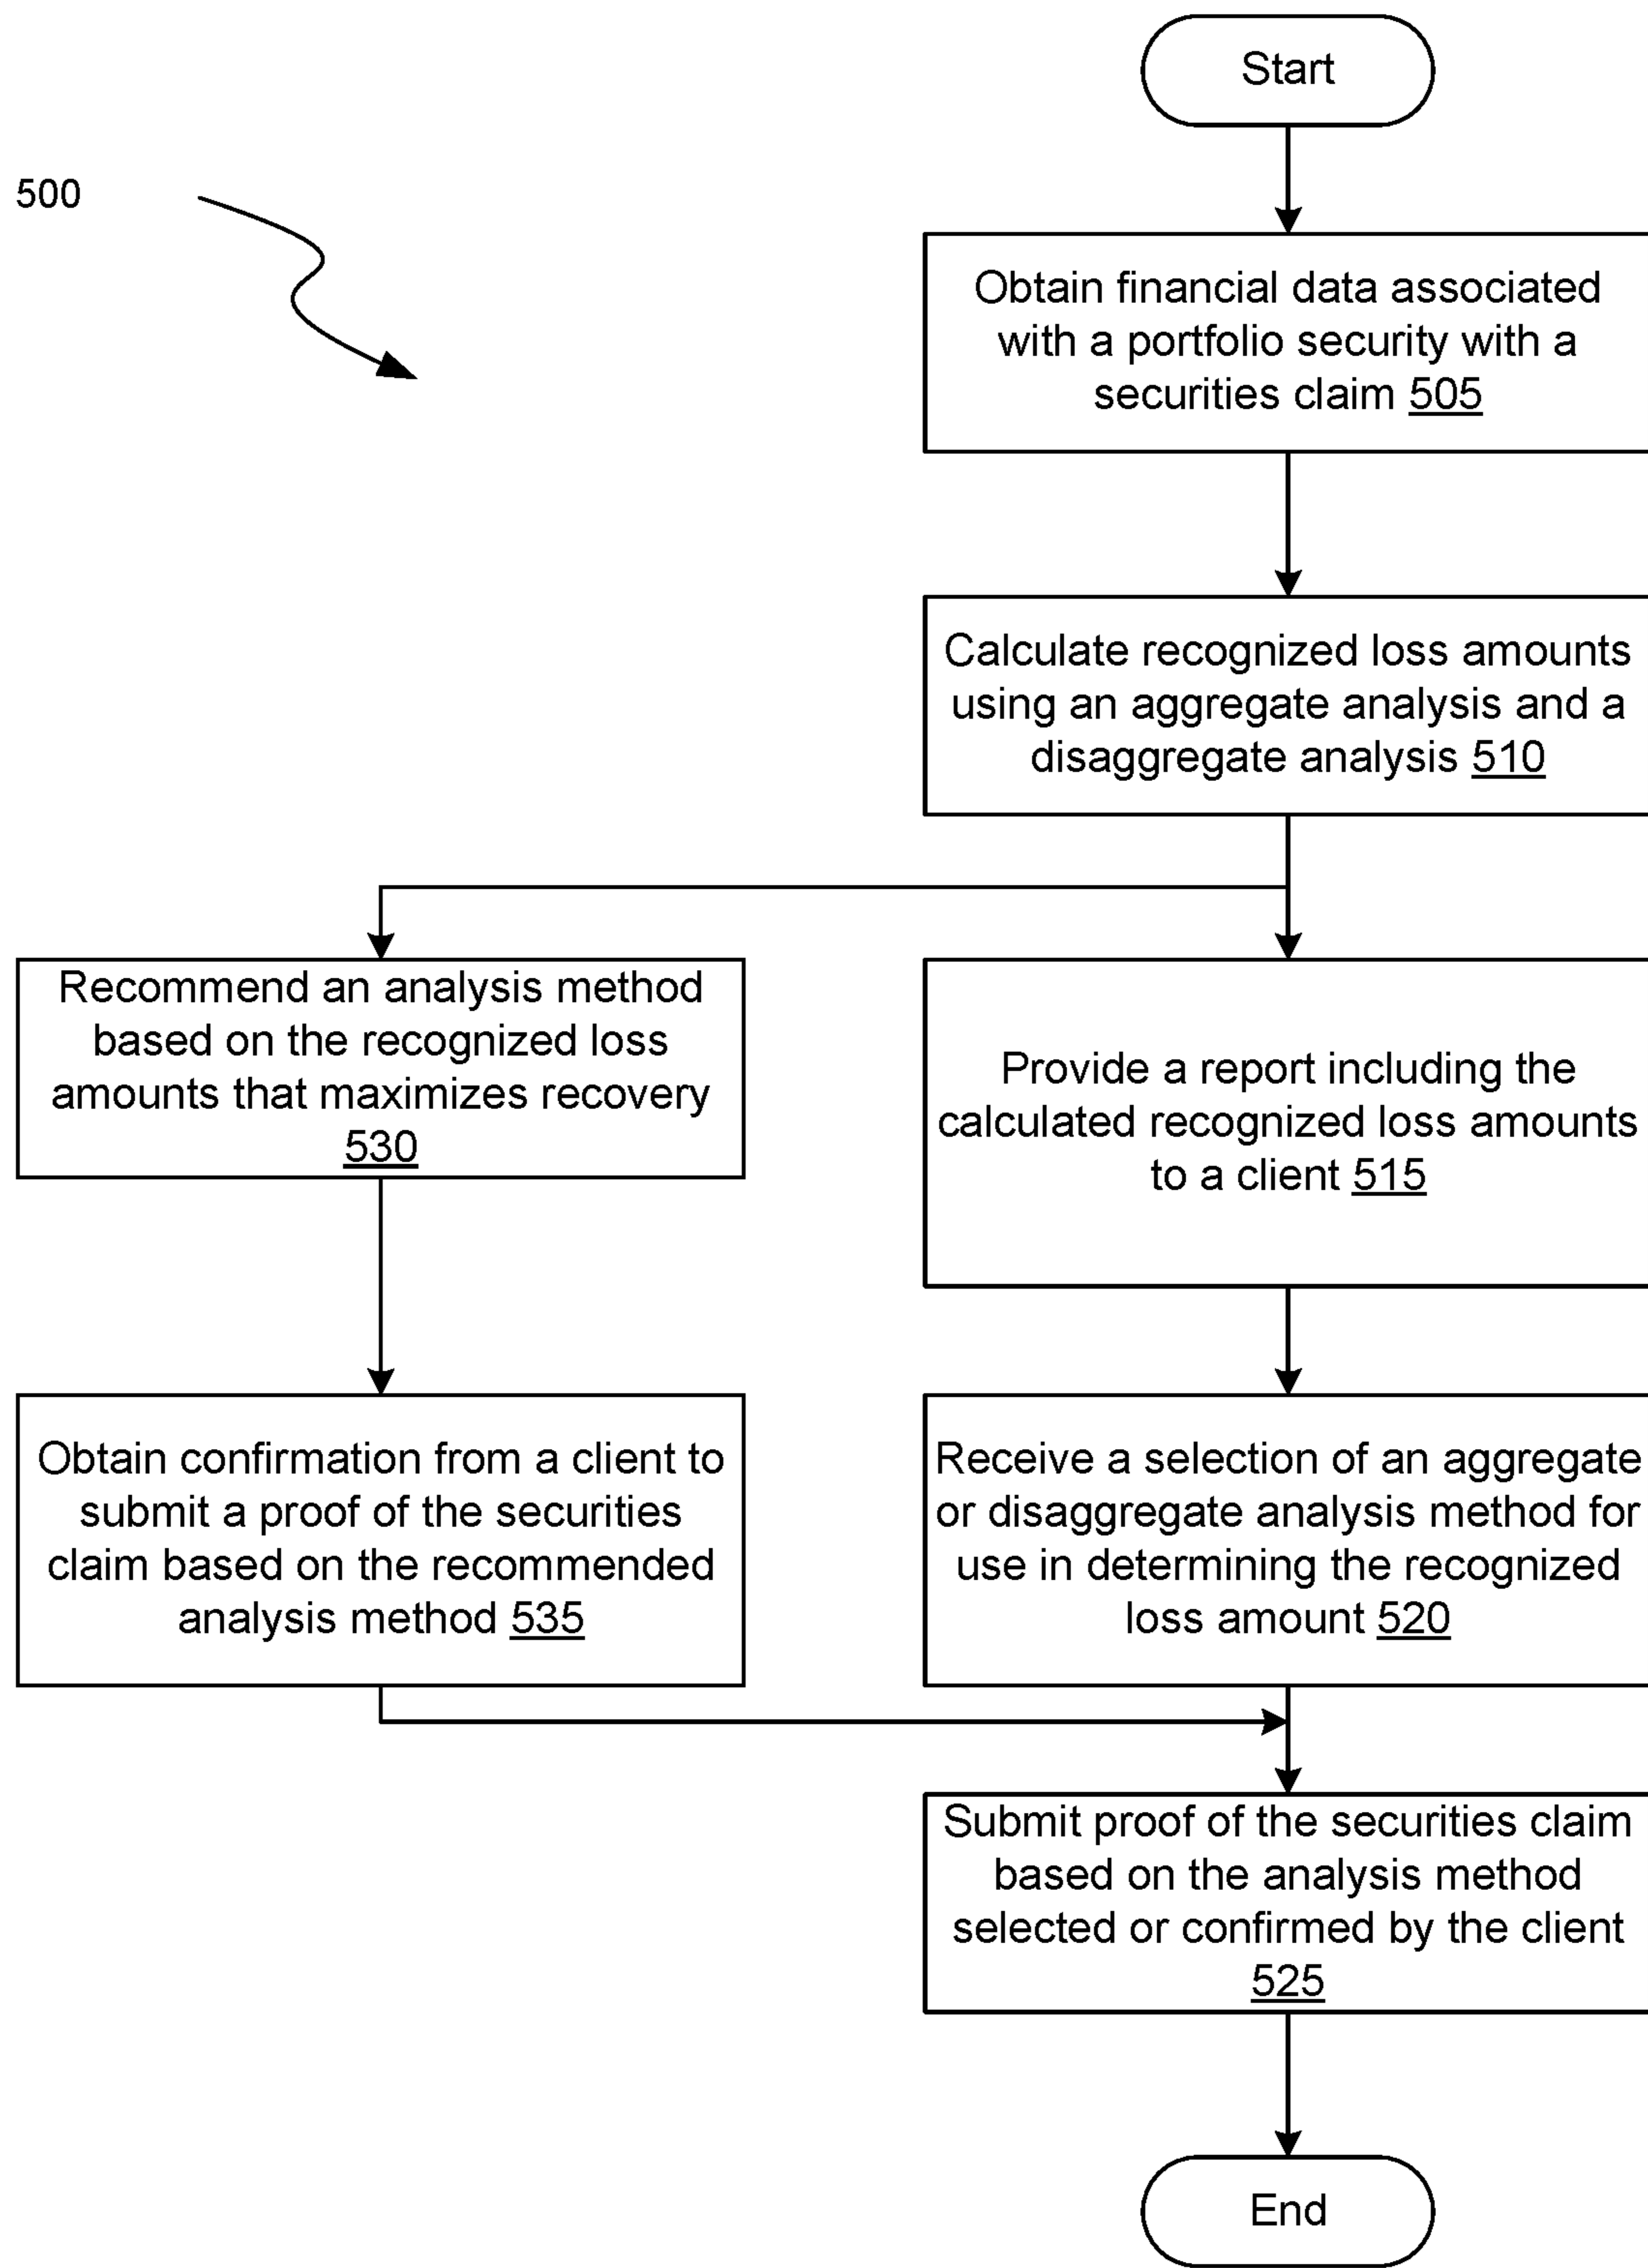 Start
500
Obtain financial data associated
with a portfolio security with a
securities claim 505
Calculate recognized loss amounts
using an aggregate analysis and a
disaggregate analysis 510
Recommend an analysis method
based on the recognized loss
amounts that maximizes recovery
530
Provide a report including the
calculated recognized loss amounts
to a client 515
Obtain confirmation from a client to
submit a proof of the securities
claim based on the recommended
analysis method 535
Receive a selection of an aggregate
or disaggregate analysis method for
use in determining the recognized
loss amount 520
Submit proof of the securities claim
based on the analysis method
selected or confirmed by the client
525
End